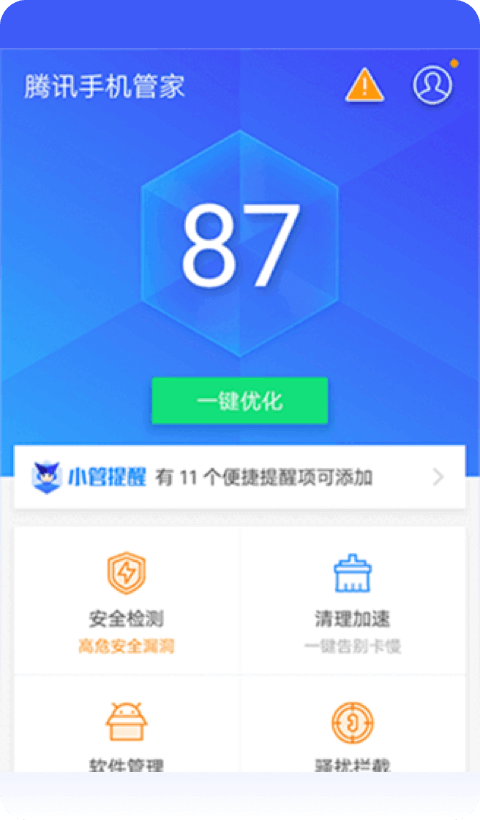 腾讯手机管家
87
一键优化
小管提醒 有 11 个便捷提醒项可添加
安全检测
高危安全漏洞
清理加速
一键告别卡慢
软件管理
骚扰拦截